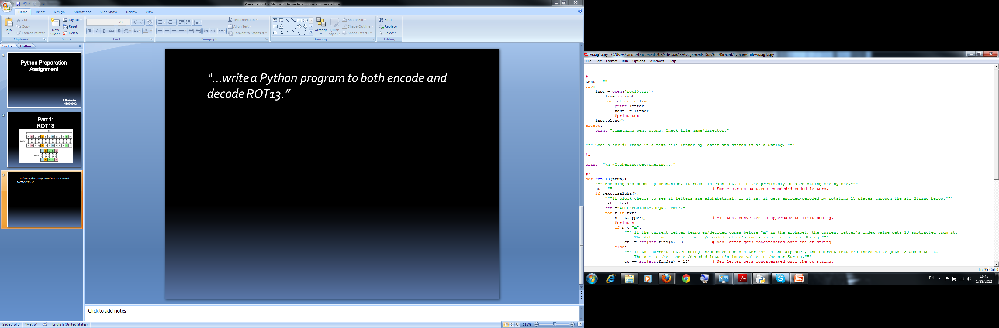 Presentation1 - Microsoft PowerPoint non-commercial use
Home Insert Design Animations Slide Show Review View
Paste
Cut
Copy
Format Painter
Clipboard
New Slide
Layout
Reset
Delete
Slides
28
B I U abc S AV Aa A
Font
Text Direction
Align Text
Convert to SmartArt
Paragraph
Arrange
Quick Styles
Shape Fill
Shape Outline
Shape Effects
Drawing
Find
Replace
Select
Editing
Slides Outline
1
Python Preparation
Assignment
J. Pretorius
15603962
2
Part 1:
ROT13
13
A B C D E F G H I J K L M
ROT13
N O P Q R S T U V W X Y Z
H E L L O
ROT13
U R Y Y B
3
"...write a Python program to both encode and
decode ROT13."
"...write a Python program to both encode and
decode ROT13."
Click to add notes
Slide 3 of 3 "Metro" English (United States) 115%
vraag1a.py - C:/Users/Jandre/Documents/US/4de Jaar/IS/Assignments Due/Feb/Richard/Python/Code/vraag1a.py
File Edit Format Run Options Windows Help
#1___________________________________________________________________
text = ""
try:
    inpt = open('rot13.txt')
    for line in inpt:
        for letter in line:
            print letter,
            text += letter
            #print text
    inpt.close()
except:
    print "Something went wrong. Check file name/directory"
""" Code block #1 reads in a text file letter by letter and stores it as a String. """
#1___________________________________________________________________
print  "\n ~Cyphering/decyphering..."
#2___________________________________________________________________
def rot_13(text):
    """ Encoding and decoding mechanism. It reads in each letter in the previously created String one by one."""
    ct = "" # Empty string captures encoded/decoded letters.
    if text.isalpha():
        """If block checks to see if letters are alphabetical. If it is, it gets encoded/decoded by rotating 13 places through the str String below."""
        txt = text
        str ="ABCDEFGHIJKLMNOPQRSTUVWXYZ"
        for t in txt:
            n = t.upper() # All text converted to uppercase to limit coding.
            #print n
            if n < "m":
                """ If the current letter being en/decoded comes before "m" in the alphabet, the current letter's index value gets 13 subtracted from it.
                    The difference is then the en/decoded letter's index value in the str String."""
                ct += str[str.find(n)-13] # New letter gets concatenated onto the ct string.
            else:
                """ If the current letter being en/decoded comes after "m" in the alphabet, the current letter's index value gets 13 added to it.
                    The sum is then the en/decoded letter's index value in the str String."""
                ct += str[str.find(n) + 13] # New letter gets concatenated onto the ct string.
Ln: 35 Col: 0
EN
16:45
1/28/2012